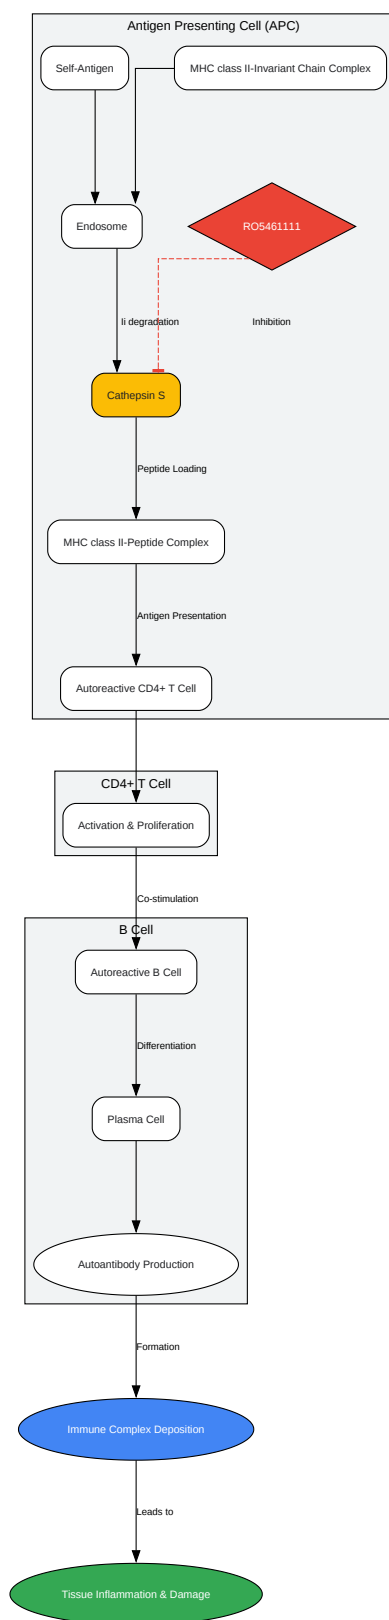 Antigen Presenting Cell (APC)
Self-Antigen
MHC class II-Invariant Chain Complex
Endosome
RO5461111
Ii degradation
Inhibition
Cathepsin S
Peptide Loading
MHC class II-Peptide Complex
Antigen Presentation
Autoreactive CD4+ T Cell
CD4+ T Cell
Activation & Proliferation
Co-stimulation
B Cell
Autoreactive B Cell
Differentiation
Plasma Cell
Autoantibody Production
Formation
Immune Complex Deposition
Leads to
Tissue Inflammation & Damage